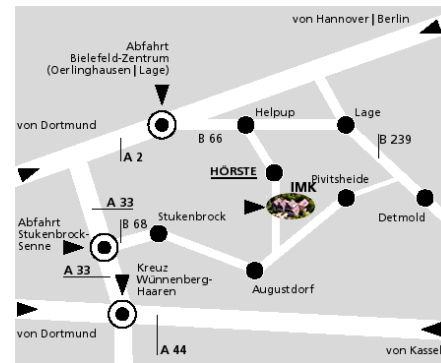 von Hannover | Berlin
Abfahrt
Bielefeld-Zentrum
(Oerlinghausen | Lage)
Helpup
Lage
von Dortmund
B 66
B 239
A 2
HÖRSTE
IMK
Pivitsheide
A 33
Abfahrt
Stukenbrock-
Senne
B 68
Stukenbrock
Detmold
A 33
Kreuz
Wünnenberg-
Haaren
Augustdorf
von Dortmund
A 44
von Kassel